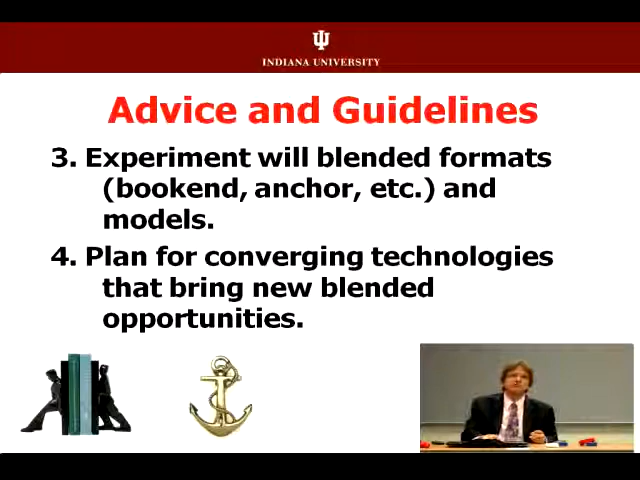 INDIANA UNIVERSITY
Advice and Guidelines
3. Experiment will blended formats
(bookend, anchor, etc.) and
models.
4. Plan for converging technologies
that bring new blended
opportunities.